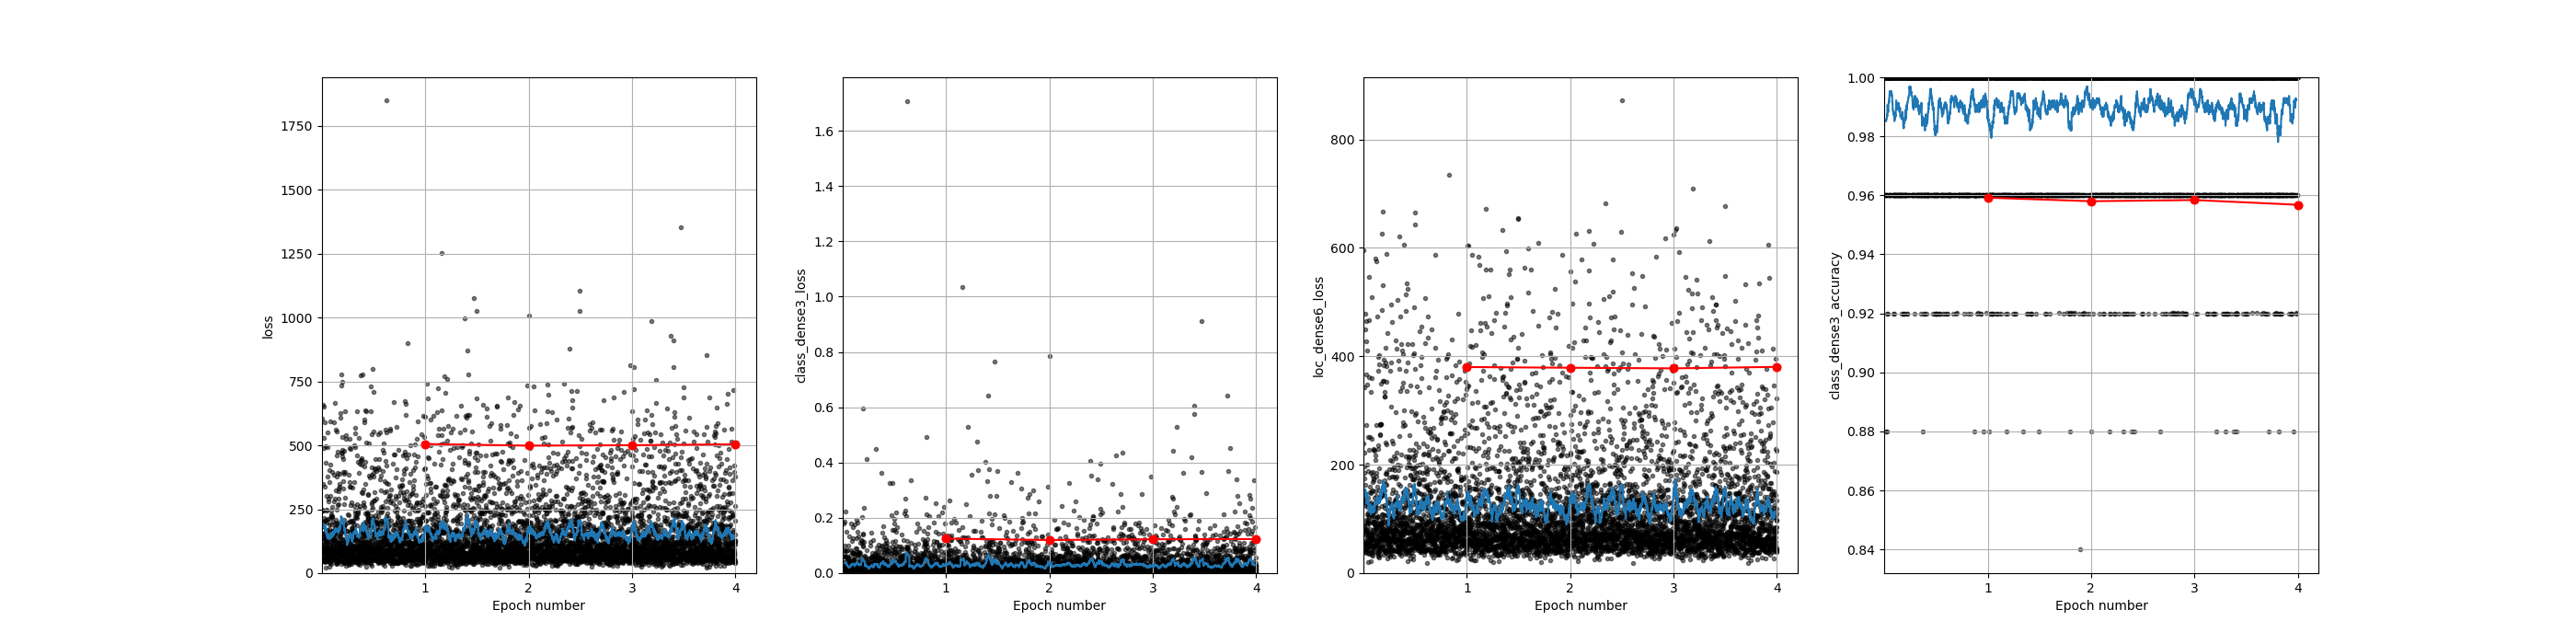 1750
1500
1250
1000
750
500
250
0
loss
1 2 3 4
Epoch number
1.6
1.4
1.2
1.0
0.8
0.6
0.4
0.2
0.0
class_dense3_loss
1 2 3 4
Epoch number
800
600
400
200
0
loc_dense6_loss
1 2 3 4
Epoch number
1.00
0.98
0.96
0.94
0.92
0.90
0.88
0.86
0.84
class_dense3_accuracy
1 2 3 4
Epoch number